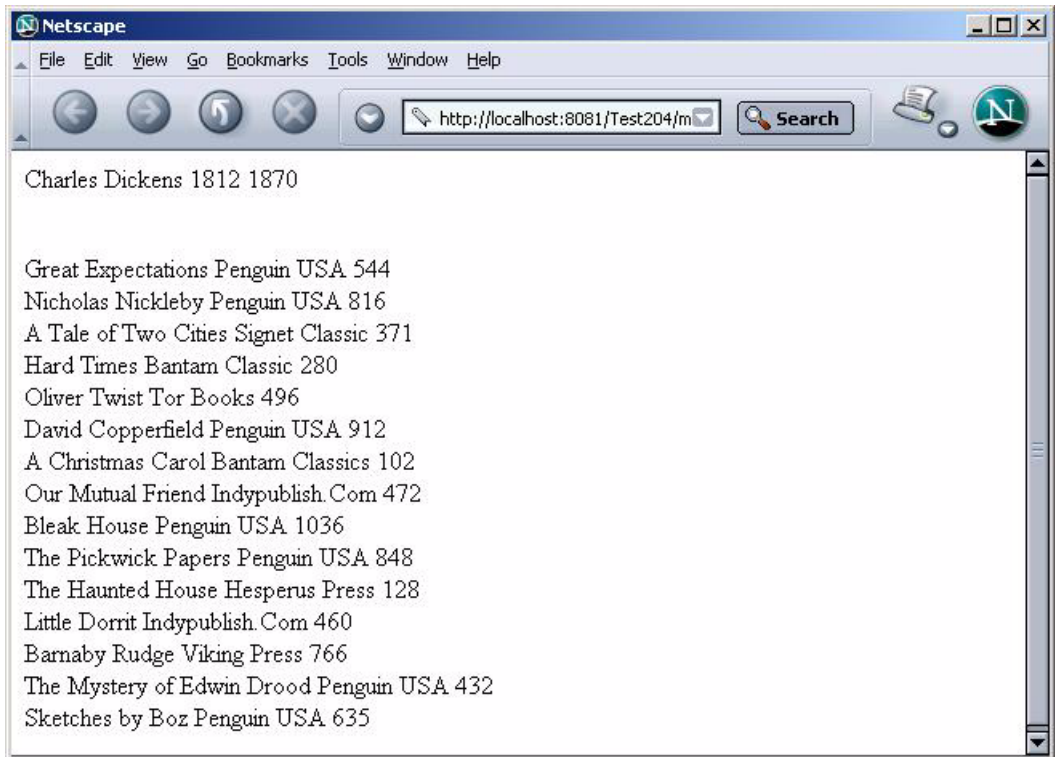 Netscape
File Edit View Go Bookmarks Tools Window Help
http://localhost:8081/Test204/m Search N
Charles Dickens 1812 1870
Great Expectations Penguin USA 544
Nicholas Nickleby Penguin USA 816
A Tale of Two Cities Signet Classic 371
Hard Times Bantam Classic 280
Oliver Twist Tor Books 496
David Copperfield Penguin USA 912
A Christmas Carol Bantam Classics 102
Our Mutual Friend Indypublish.Com 472
Bleak House Penguin USA 1036
The Pickwick Papers Penguin USA 848
The Haunted House Hesperus Press 128
Little Dorrit Indypublish.Com 460
Barnaby Rudge Viking Press 766
The Mystery of Edwin Drood Penguin USA 432
Sketches by Boz Penguin USA 635